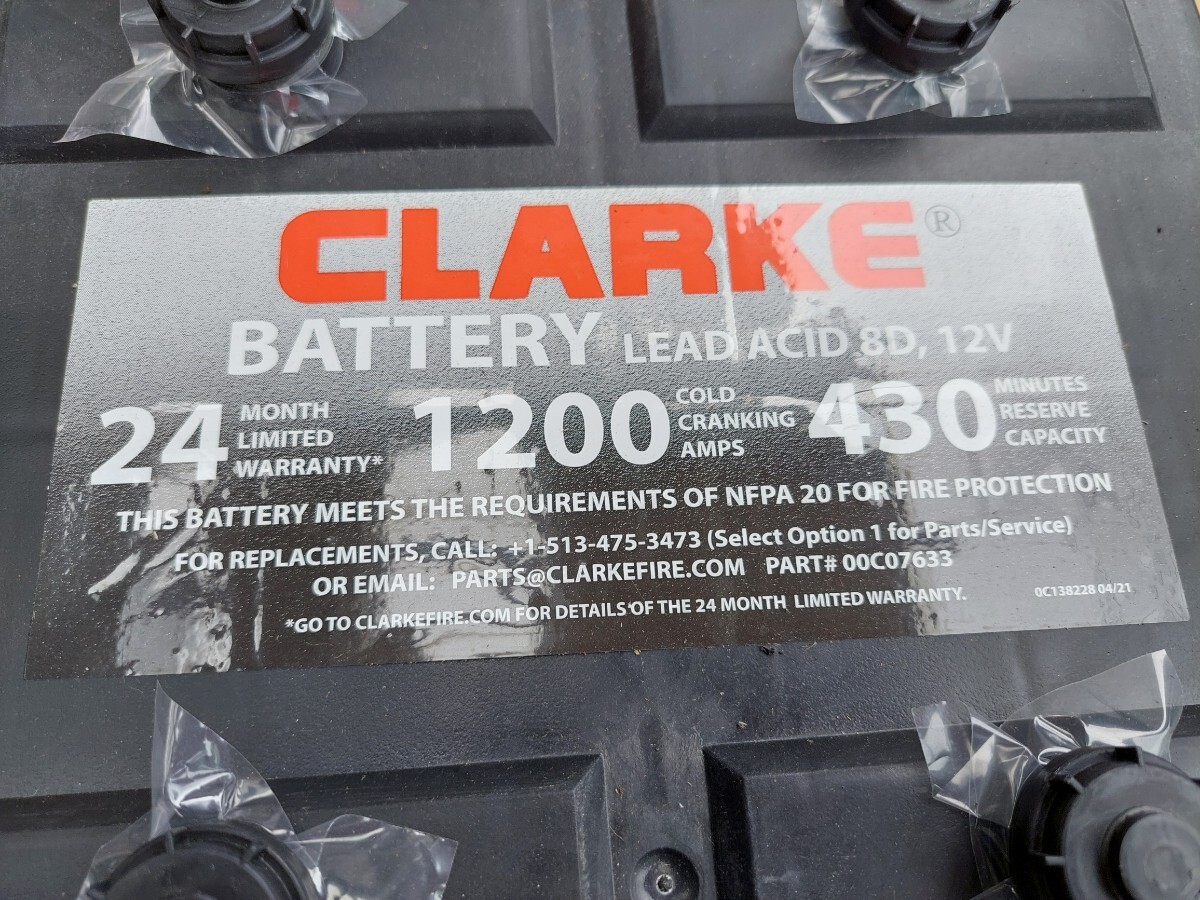 CLARKE®
BATTERY LEAD ACID 8D, 12V
24 MONTH LIMITED WARRANTY*
1200 COLD CRANKING AMPS
430 MINUTES RESERVE CAPACITY
THIS BATTERY MEETS THE REQUIREMENTS OF NFPA 20 FOR FIRE PROTECTION
FOR REPLACEMENTS, CALL: +1-513-475-3473 (Select Option 1 for Parts/Service)
OR EMAIL: PARTS@CLARKEFIRE.COM PART# 00C07633
*GO TO CLARKEFIRE.COM FOR DETAILS OF THE 24 MONTH LIMITED WARRANTY.
0C138228 04/21